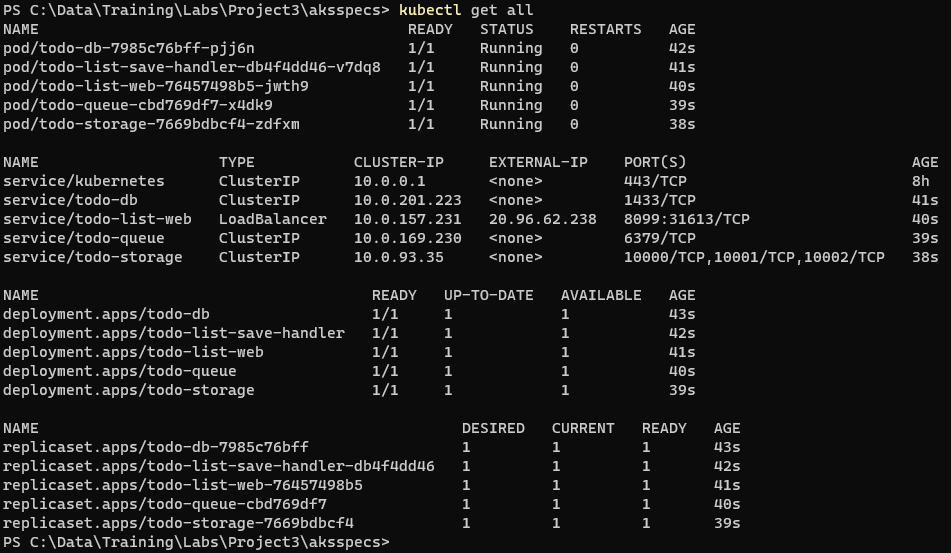 PS C:\Data\Training\Labs\Project3\aksspecs> kubectl get all
NAME READY STATUS RESTARTS AGE
pod/todo-db-7985c76bff-pjj6n 1/1 Running 0 42s
pod/todo-list-save-handler-db4f4dd46-v7dq8 1/1 Running 0 41s
pod/todo-list-web-76457498b5-jwth9 1/1 Running 0 40s
pod/todo-queue-cbd769df7-x4dk9 1/1 Running 0 39s
pod/todo-storage-7669bdbcf4-zdfxm 1/1 Running 0 38s
NAME TYPE CLUSTER-IP EXTERNAL-IP PORT(S) AGE
service/kubernetes ClusterIP 10.0.0.1 <none> 443/TCP 8h
service/todo-db ClusterIP 10.0.201.223 <none> 1433/TCP 41s
service/todo-list-web LoadBalancer 10.0.157.231 20.96.62.238 8099:31613/TCP 40s
service/todo-queue ClusterIP 10.0.169.230 <none> 6379/TCP 39s
service/todo-storage ClusterIP 10.0.93.35 <none> 10000/TCP,10001/TCP,10002/TCP 38s
NAME READY UP-TO-DATE AVAILABLE AGE
deployment.apps/todo-db 1/1 1 1 43s
deployment.apps/todo-list-save-handler 1/1 1 1 42s
deployment.apps/todo-list-web 1/1 1 1 41s
deployment.apps/todo-queue 1/1 1 1 40s
deployment.apps/todo-storage 1/1 1 1 39s
NAME DESIRED CURRENT READY AGE
replicaset.apps/todo-db-7985c76bff 1 1 1 43s
replicaset.apps/todo-list-save-handler-db4f4dd46 1 1 1 42s
replicaset.apps/todo-list-web-76457498b5 1 1 1 41s
replicaset.apps/todo-queue-cbd769df7 1 1 1 40s
replicaset.apps/todo-storage-7669bdbcf4 1 1 1 39s
PS C:\Data\Training\Labs\Project3\aksspecs>